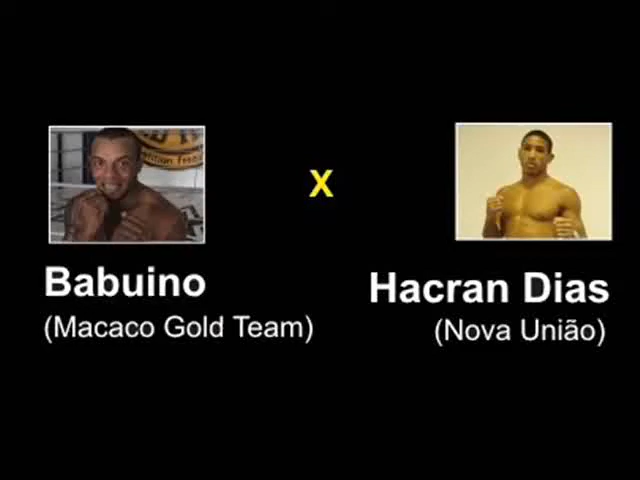 x
Babuino
(Macaco Gold Team)
Hacran Dias
(Nova União)